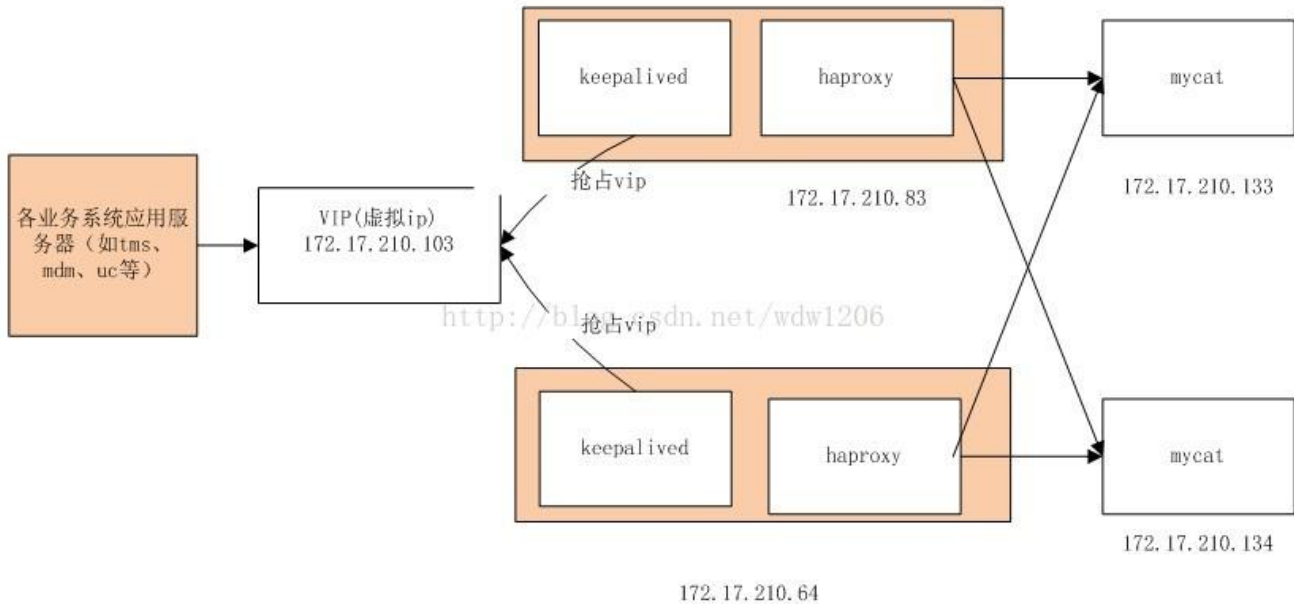 keepalived
haproxy
mycat
抢占vip
172.17.210.83
172.17.210.133
各业务系统应用服
务器（如tms、
mdm、uc等）
VIP(虚拟ip)
172.17.210.103
http://blog.csdn.net/wdw1206
抢占vip
keepalived
haproxy
mycat
172.17.210.134
172.17.210.64